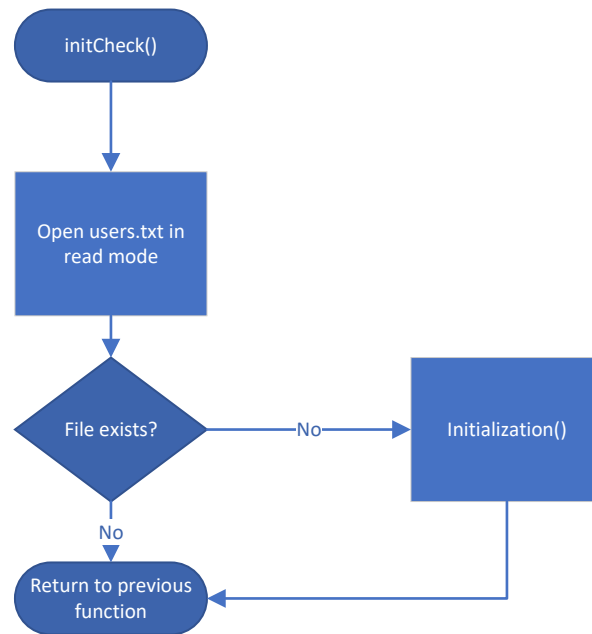 initCheck()
Open users.txt in
read mode
File exists?
No
Initialization()
No
Return to previous
function